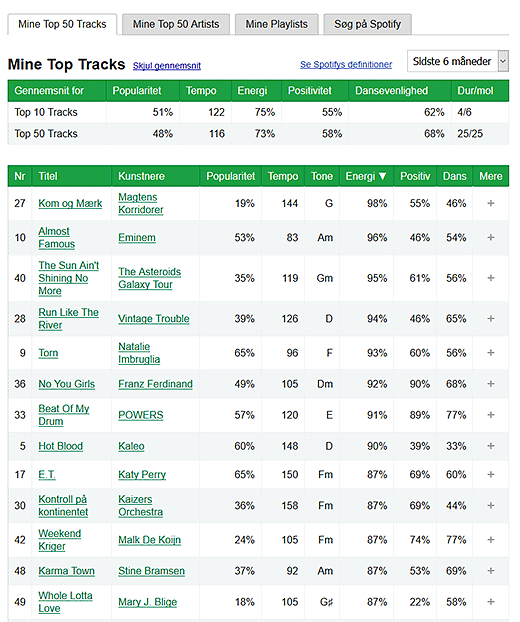 Mine Top 50 Tracks Mine Top 50 Artists Mine Playlists Søg på Spotify
Mine Top Tracks Skjul gennemsnit Se Spotifys definitioner Sidste 6 måneder
Gennemsnit for Popularitet Tempo Energi Positivitet Dansevenlighed Dur/mol
Top 10 Tracks 51% 122 75% 55% 62% 4/6
Top 50 Tracks 48% 116 73% 58% 68% 25/25
Nr Titel Kunstnere Popularitet Tempo Tone Energi ▼ Positiv Dans Mere
27 Kom og Mærk Magtens Korridorer 19% 144 G 98% 55% 46% +
10 Almost Famous Eminem 53% 83 Am 96% 46% 54% +
40 The Sun Ain't Shining No More The Asteroids Galaxy Tour 35% 119 Gm 95% 61% 56% +
28 Run Like The River Vintage Trouble 39% 126 D 94% 46% 65% +
9 Torn Natalie Imbruglia 65% 96 F 93% 60% 56% +
36 No You Girls Franz Ferdinand 49% 105 Dm 92% 90% 68% +
33 Beat Of My Drum POWERS 57% 120 E 91% 89% 77% +
5 Hot Blood Kaleo 60% 148 D 90% 39% 33% +
17 E.T. Katy Perry 65% 150 Fm 87% 69% 60% +
30 Kontroll på kontinentet Kaizers Orchestra 36% 158 Fm 87% 69% 44% +
42 Weekend Kriger Malk De Koijn 24% 105 Fm 87% 74% 77% +
48 Karma Town Stine Bramsen 37% 92 Am 87% 53% 69% +
49 Whole Lotta Love Mary J. Blige 18% 105 G♯ 87% 22% 58% +